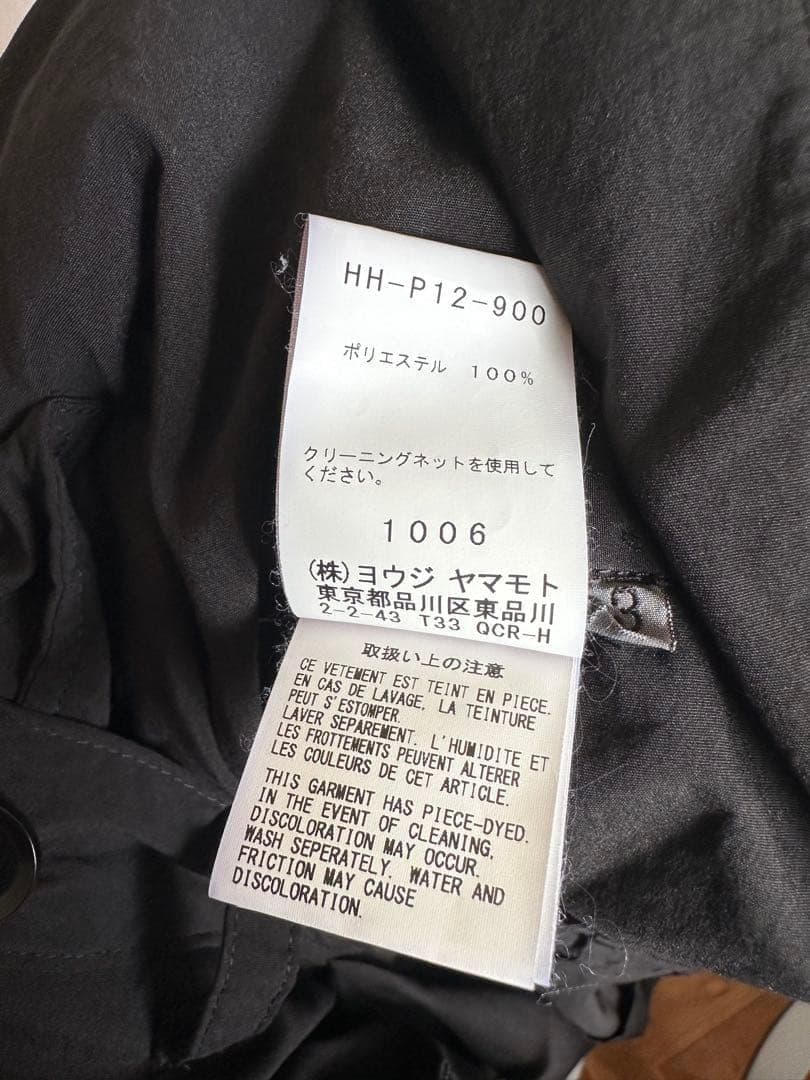 HH-P12-900
ポリエステル 100%
クリーニングネットを使用して
ください。
1006
(株)ヨウジ ヤマモト
東京都品川区東品川
2-2-43 T33 QCR-H
3
取扱い上の注意
CE VETEMENT EST TEINT EN PIECE.
EN CAS DE LAVAGE, LA TEINTURE
PEUT S'ESTOMPER.
LAVER SEPAREMENT. L'HUMIDITE ET
LES FROTTEMENTS PEUVENT ALTERER
LES COULEURS DE CET ARTICLE.
THIS GARMENT HAS PIECE-DYED.
IN THE EVENT OF CLEANING,
DISCOLORATION MAY OCCUR.
WASH SEPERATELY. WATER AND
FRICTION MAY CAUSE
DISCOLORATION.